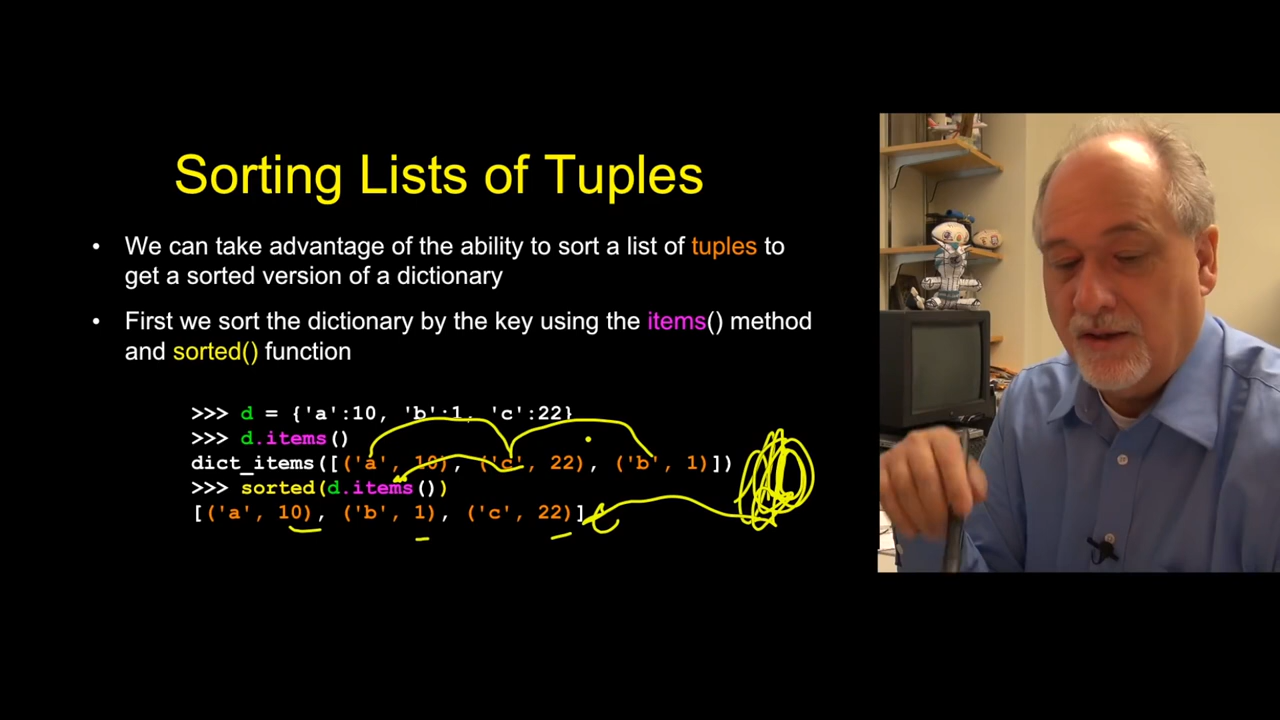 Sorting Lists of Tuples
• We can take advantage of the ability to sort a list of tuples to
get a sorted version of a dictionary
• First we sort the dictionary by the key using the items() method
and sorted() function
>>> d = {'a':10, 'b':1, 'c':22}
>>> d.items()
dict_items([('a', 10), ('c', 22), ('b', 1)])
>>> sorted(d.items())
[('a', 10), ('b', 1), ('c', 22)]